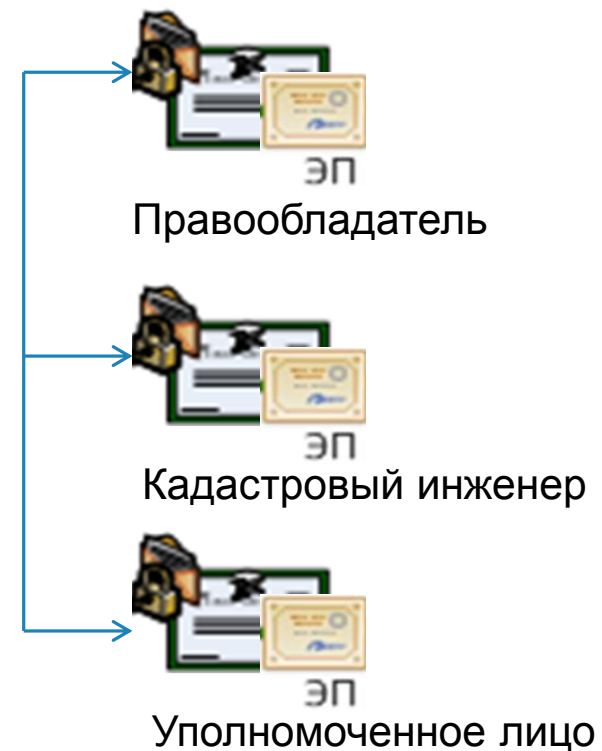 ЭП
Правообладатель
ЭП
Кадастровый инженер
ЭП
Уполномоченное лицо